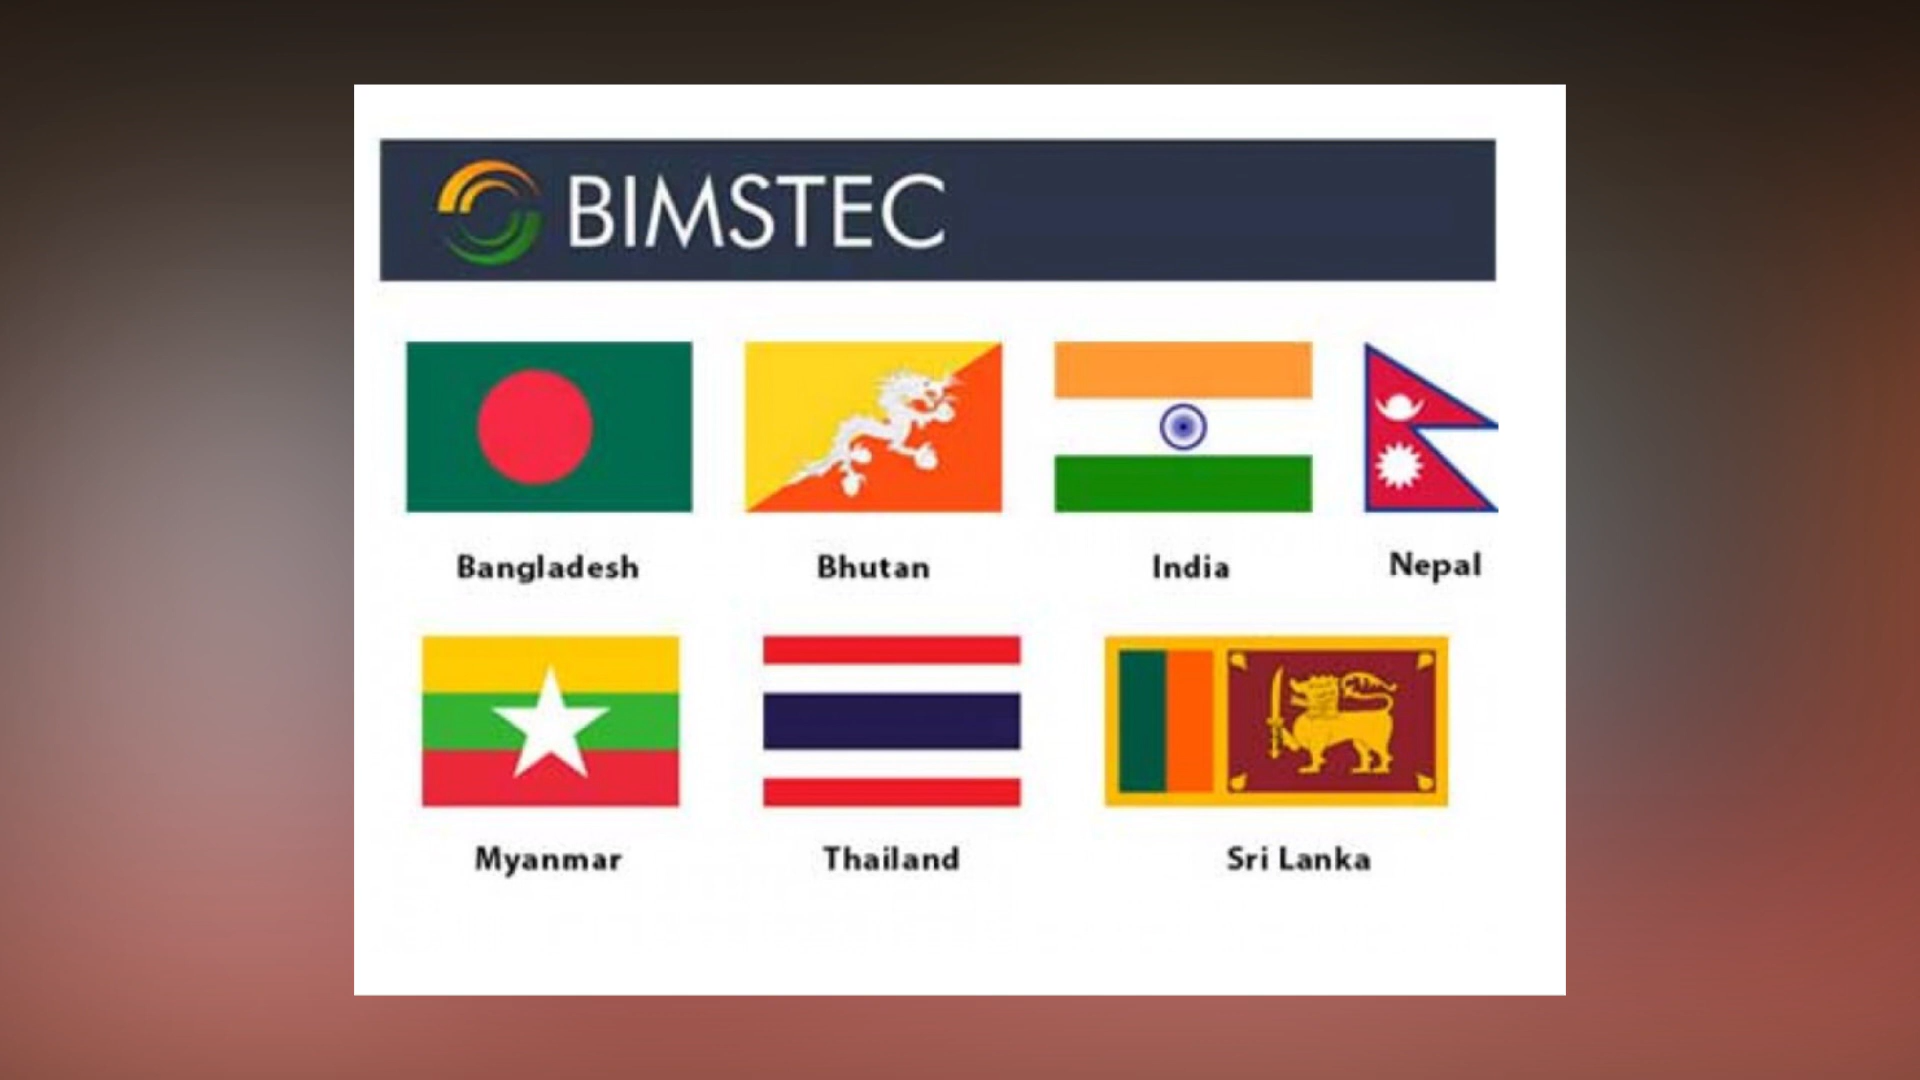 BIMSTEC
Bangladesh
Bhutan
India
Nepal
Myanmar
Thailand
Sri Lanka